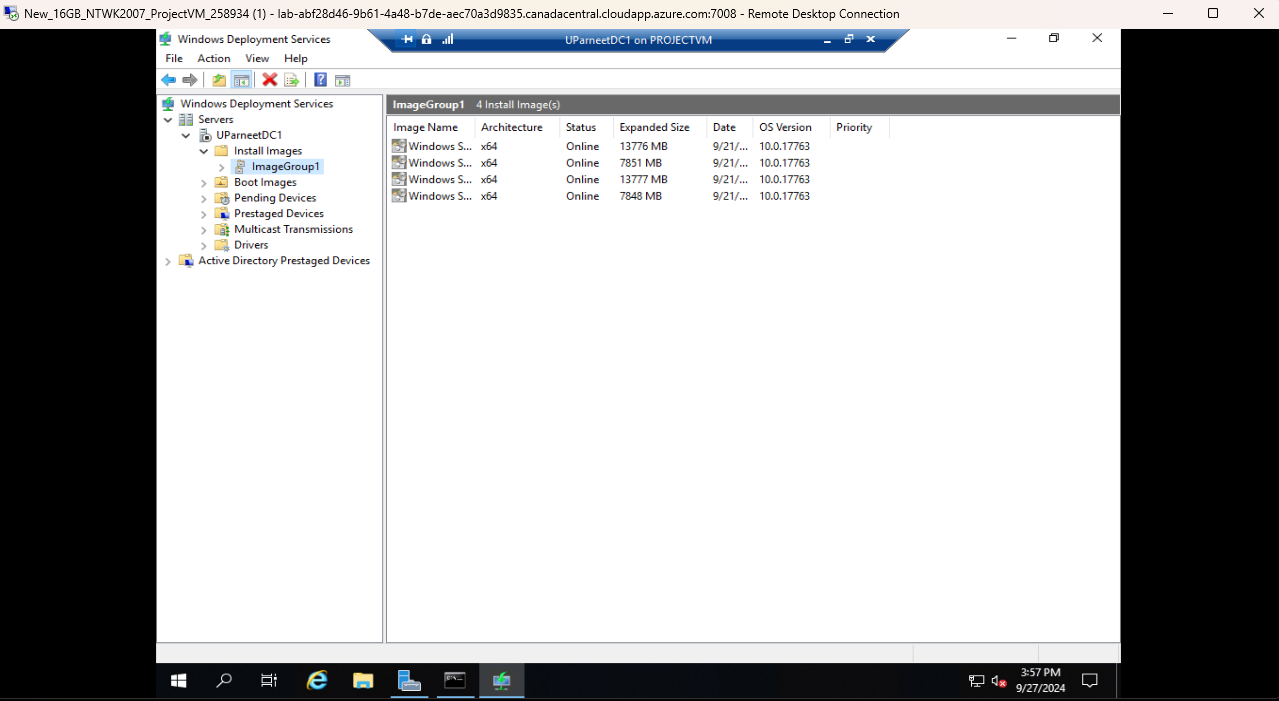 New_16GB_NTWK2007_ProjectVM_258934 (1) - lab-abf28d46-9b61-4a48-b7de-aec70a3d9835.canadacentral.cloudapp.azure.com:7008 - Remote Desktop Connection
Windows Deployment Services
UParneetDC1 on PROJECTVM
File Action View Help
Windows Deployment Services
Servers
UParneetDC1
Install Images
ImageGroup1
Boot Images
Pending Devices
Prestaged Devices
Multicast Transmissions
Drivers
Active Directory Prestaged Devices
ImageGroup1 4 Install Image(s)
Image Name Architecture Status Expanded Size Date OS Version Priority
Windows S... x64 Online 13776 MB 9/21/... 10.0.17763
Windows S... x64 Online 7851 MB 9/21/... 10.0.17763
Windows S... x64 Online 13777 MB 9/21/... 10.0.17763
Windows S... x64 Online 7848 MB 9/21/... 10.0.17763
3:57 PM
9/27/2024